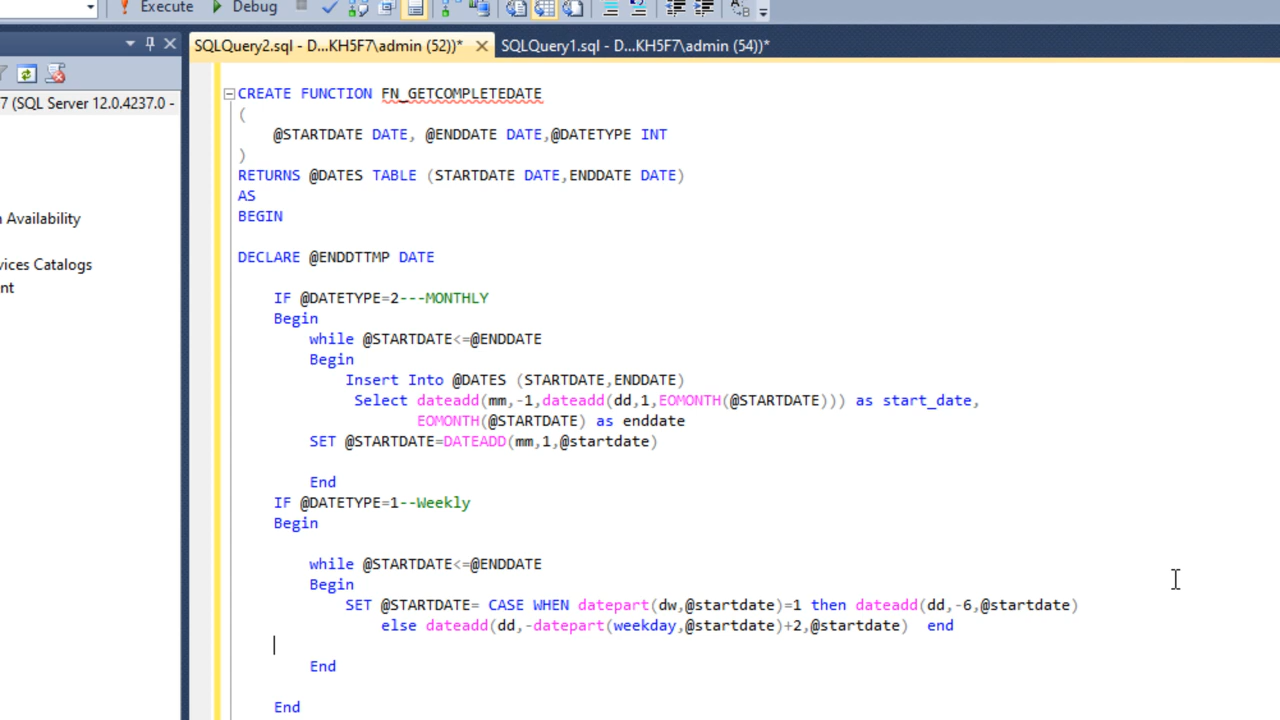 Execute Debug
SQLQuery2.sql - D...KH5F7\admin (52))* SQLQuery1.sql - D...KH5F7\admin (54))*
7 (SQL Server 12.0.4237.0 -
Availability
vices Catalogs
nt
CREATE FUNCTION FN_GETCOMPLETEDATE
(
@STARTDATE DATE, @ENDDATE DATE,@DATETYPE INT
)
RETURNS @DATES TABLE (STARTDATE DATE,ENDDATE DATE)
AS
BEGIN
DECLARE @ENDDTTMP DATE
IF @DATETYPE=2---MONTHLY
Begin
while @STARTDATE<=@ENDDATE
Begin
Insert Into @DATES (STARTDATE,ENDDATE)
Select dateadd(mm,-1,dateadd(dd,1,EOMONTH(@STARTDATE))) as start_date,
EOMONTH(@STARTDATE) as enddate
SET @STARTDATE=DATEADD(mm,1,@startdate)
End
IF @DATETYPE=1--Weekly
Begin
while @STARTDATE<=@ENDDATE
Begin
SET @STARTDATE= CASE WHEN datepart(dw,@startdate)=1 then dateadd(dd,-6,@startdate)
else dateadd(dd,-datepart(weekday,@startdate)+2,@startdate) end
End
End